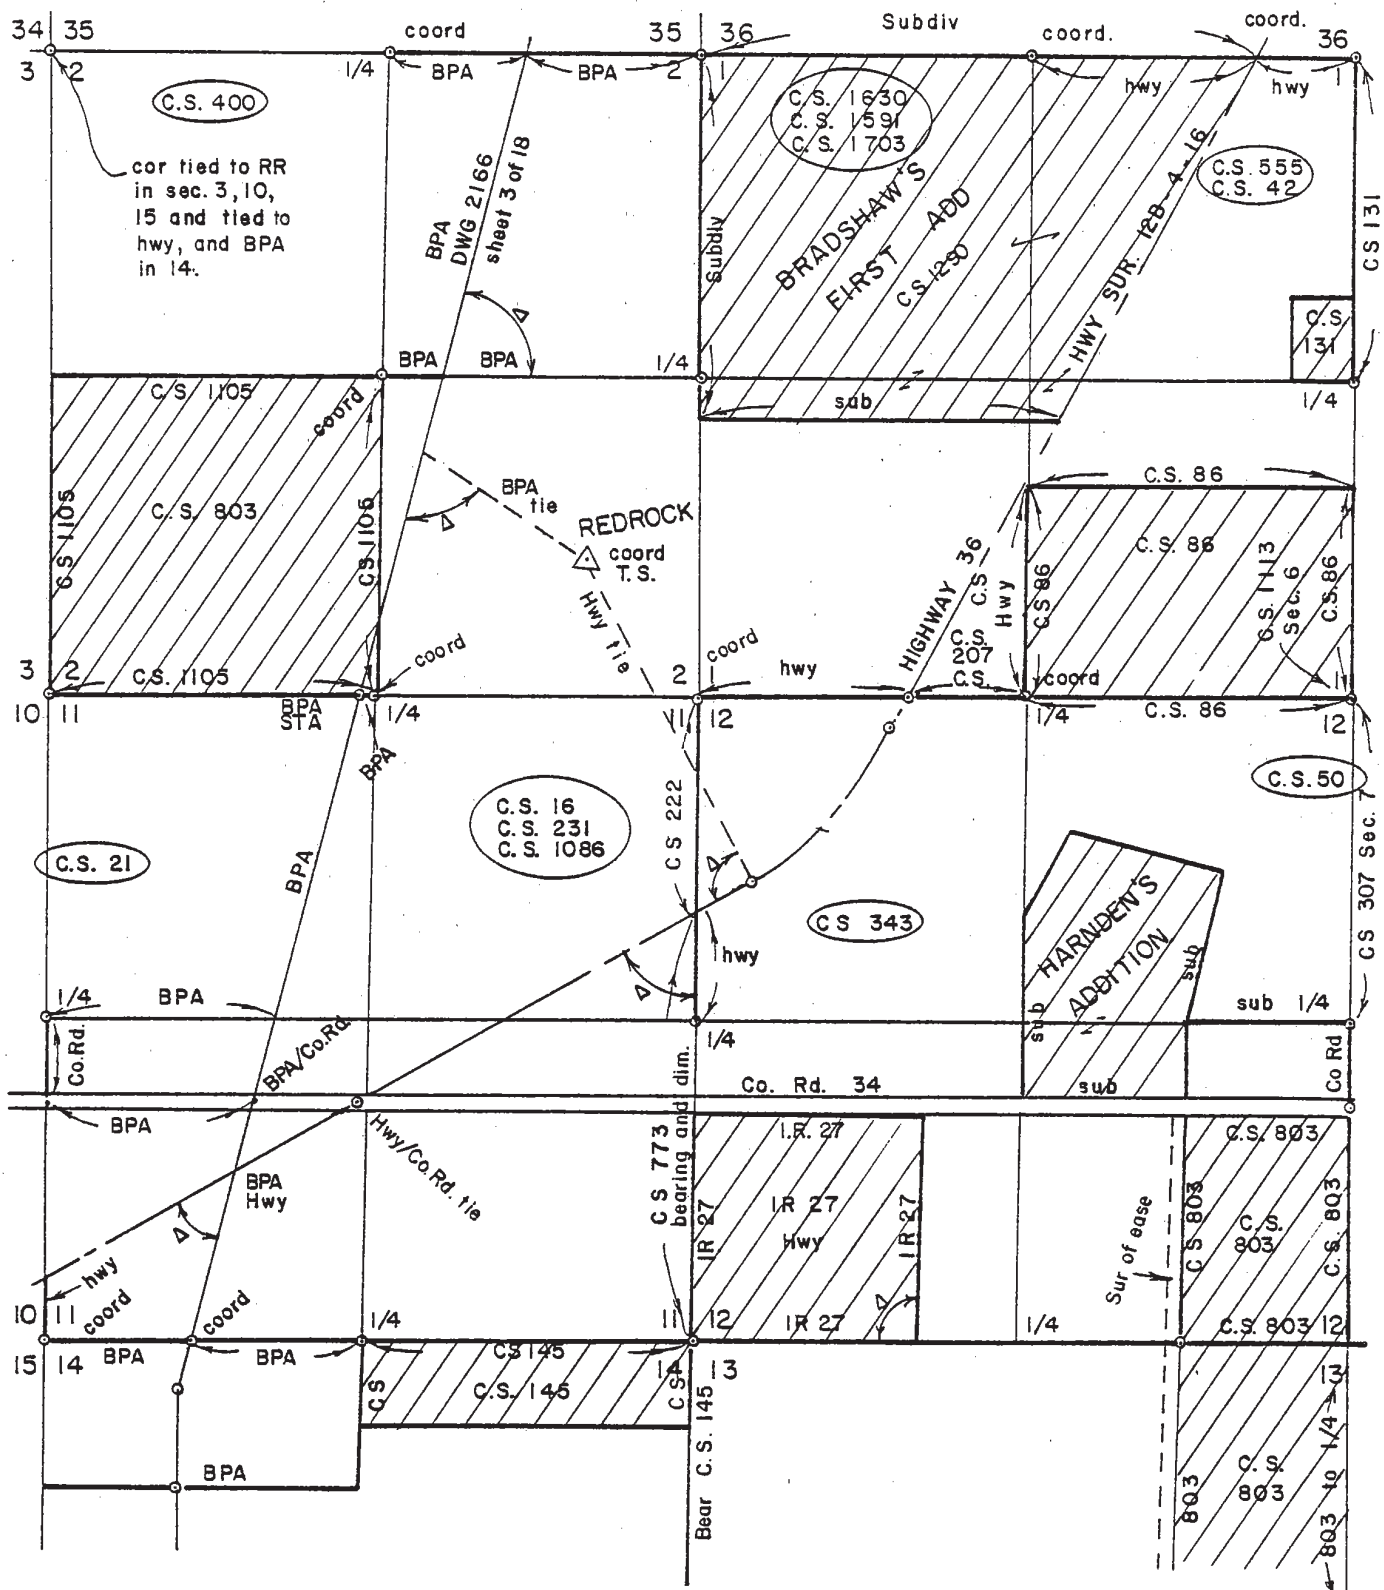 34 35
coord
35 36
Subdiv
coord.
coord.
36
3 2
1/4
BPA
BPA
2 1
hwy
hwy
1
C.S. 400
C.S. 1630
C.S. 1591
C.S. 1703
cor tied to RR
in sec. 3,10,
15 and tied to
hwy, and BPA
in 14.
BPA
DWG 2166
sheet 3 of 18
Subdiv
BRADSHAW'S
FIRST ADD
CS 1290
HWY SUR. 12B-4-16
C.S. 555
C.S. 42
CS 131
C.S
131
Δ
BPA
BPA
1/4
1/4
sub
C.S 1105
coord
C.S. 803
CS 1105
CS 1105
BPA
tie
Δ
REDROCK
coord
T.S.
Hwy tie
HIGHWAY 36
C.S
Hwy
C.S. 86
C.S. 86
CS 86
C.S. 1113
Sec. 6
C.S. 86
3 2
C.S. 1105
coord
2 1
coord
hwy
C.S.
207
C.S.
coord
1
10 11
BPA
STA
1/4
11 12
1/4
C.S. 86
12
BPA
C.S. 50
C.S. 16
C.S. 231
C.S. 1086
CS 222
C.S. 21
BPA
Δ
CS 343
HARNDEN'S
ADDITION
sub
CS 307 Sec. 7
hwy
Δ
1/4
BPA
sub
sub 1/4
Co.Rd.
BPA/Co.Rd.
1/4
Co. Rd. 34
sub
Co Rd
BPA
Hwy/Co.Rd. tie
CS 773
bearing and dim.
I.R. 27
C.S. 803
BPA
Hwy
Δ
IR 27
IR 27
Hwy
IR 27
Sur of ease
CS 803
C.S.
803
C.S. 803
hwy
10 11
coord
coord
1/4
11 12
IR 27
Δ
1/4
C.S. 803 12
15 14
BPA
BPA
CS 145
14 13
13
CS
C.S. 145
CS
Bear C.S. 145
BPA
803
C.S.
803
803 to 1/4